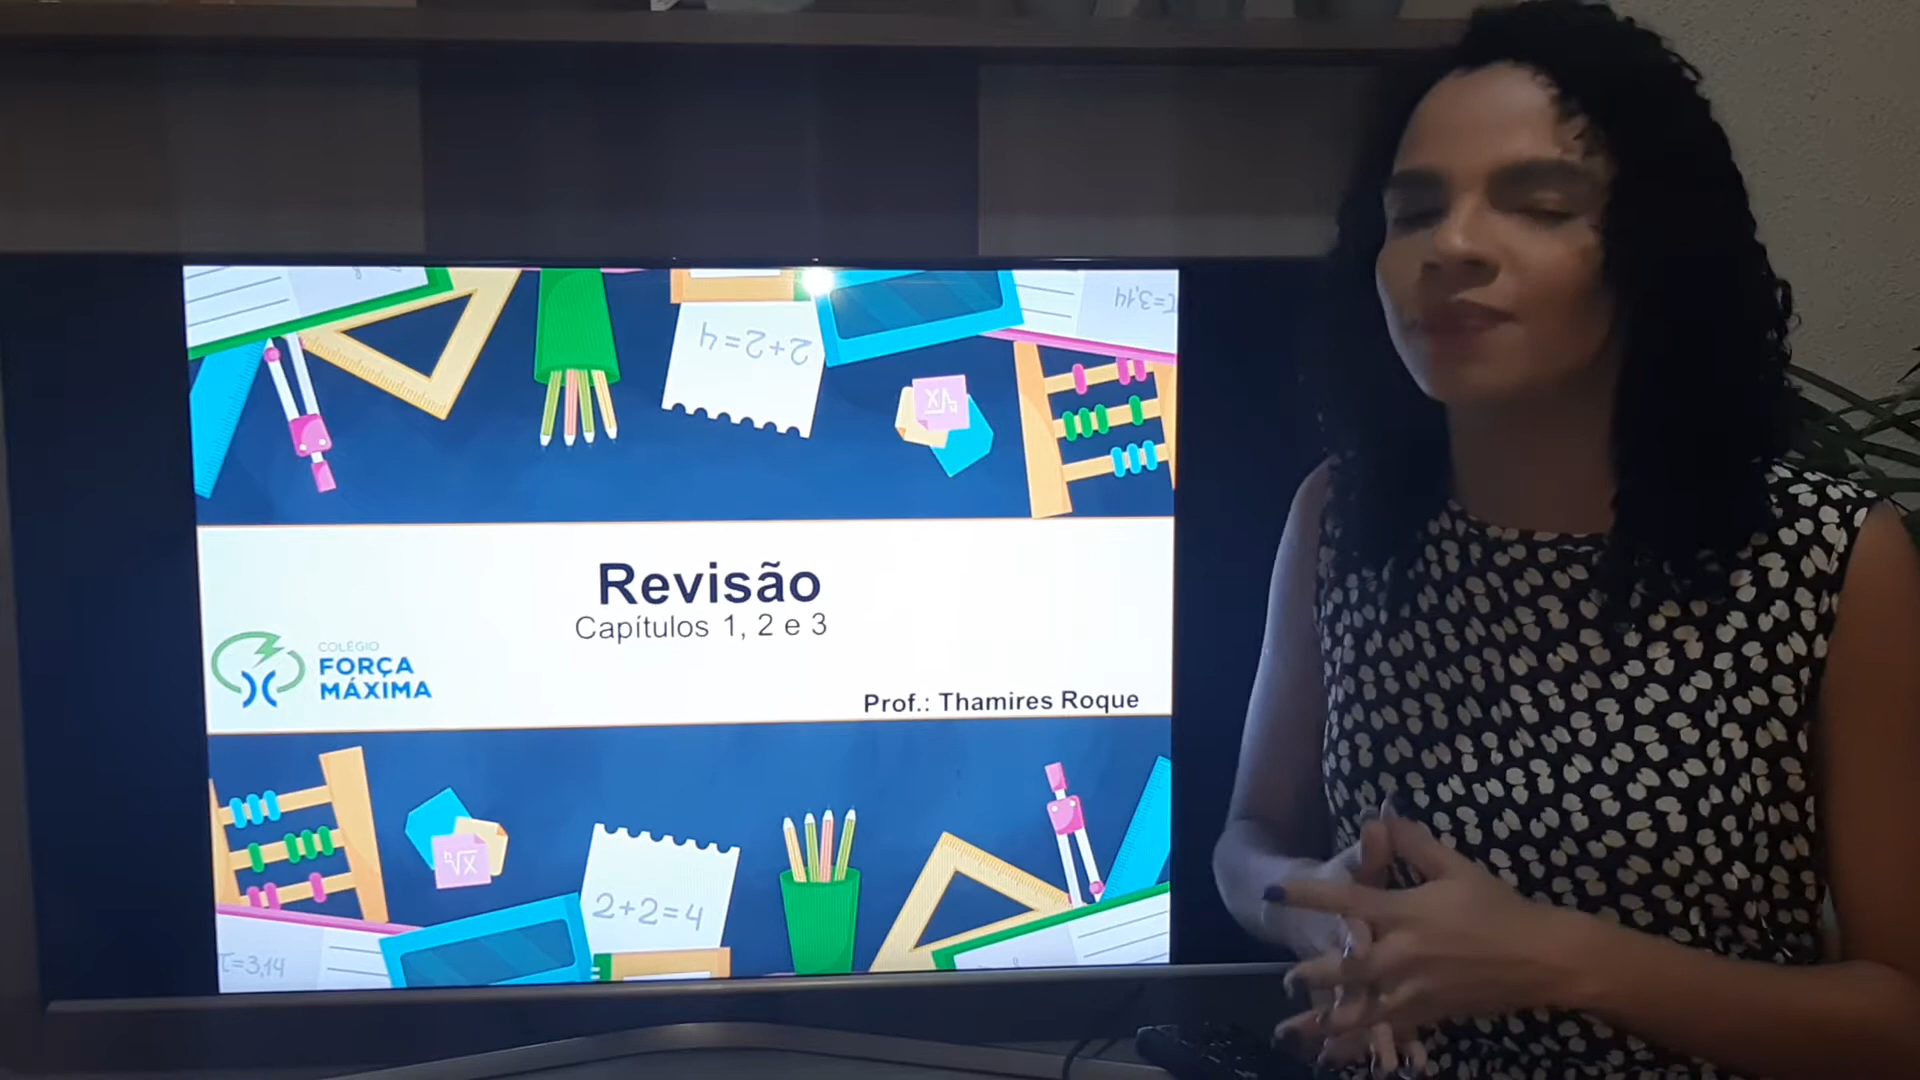 π=3,14
2+2=4
ⁿ√x
Revisão
Capítulos 1, 2 e 3
COLÉGIO
FORÇA
MÁXIMA
Prof.: Thamires Roque
ⁿ√x
2+2=4
π=3,14